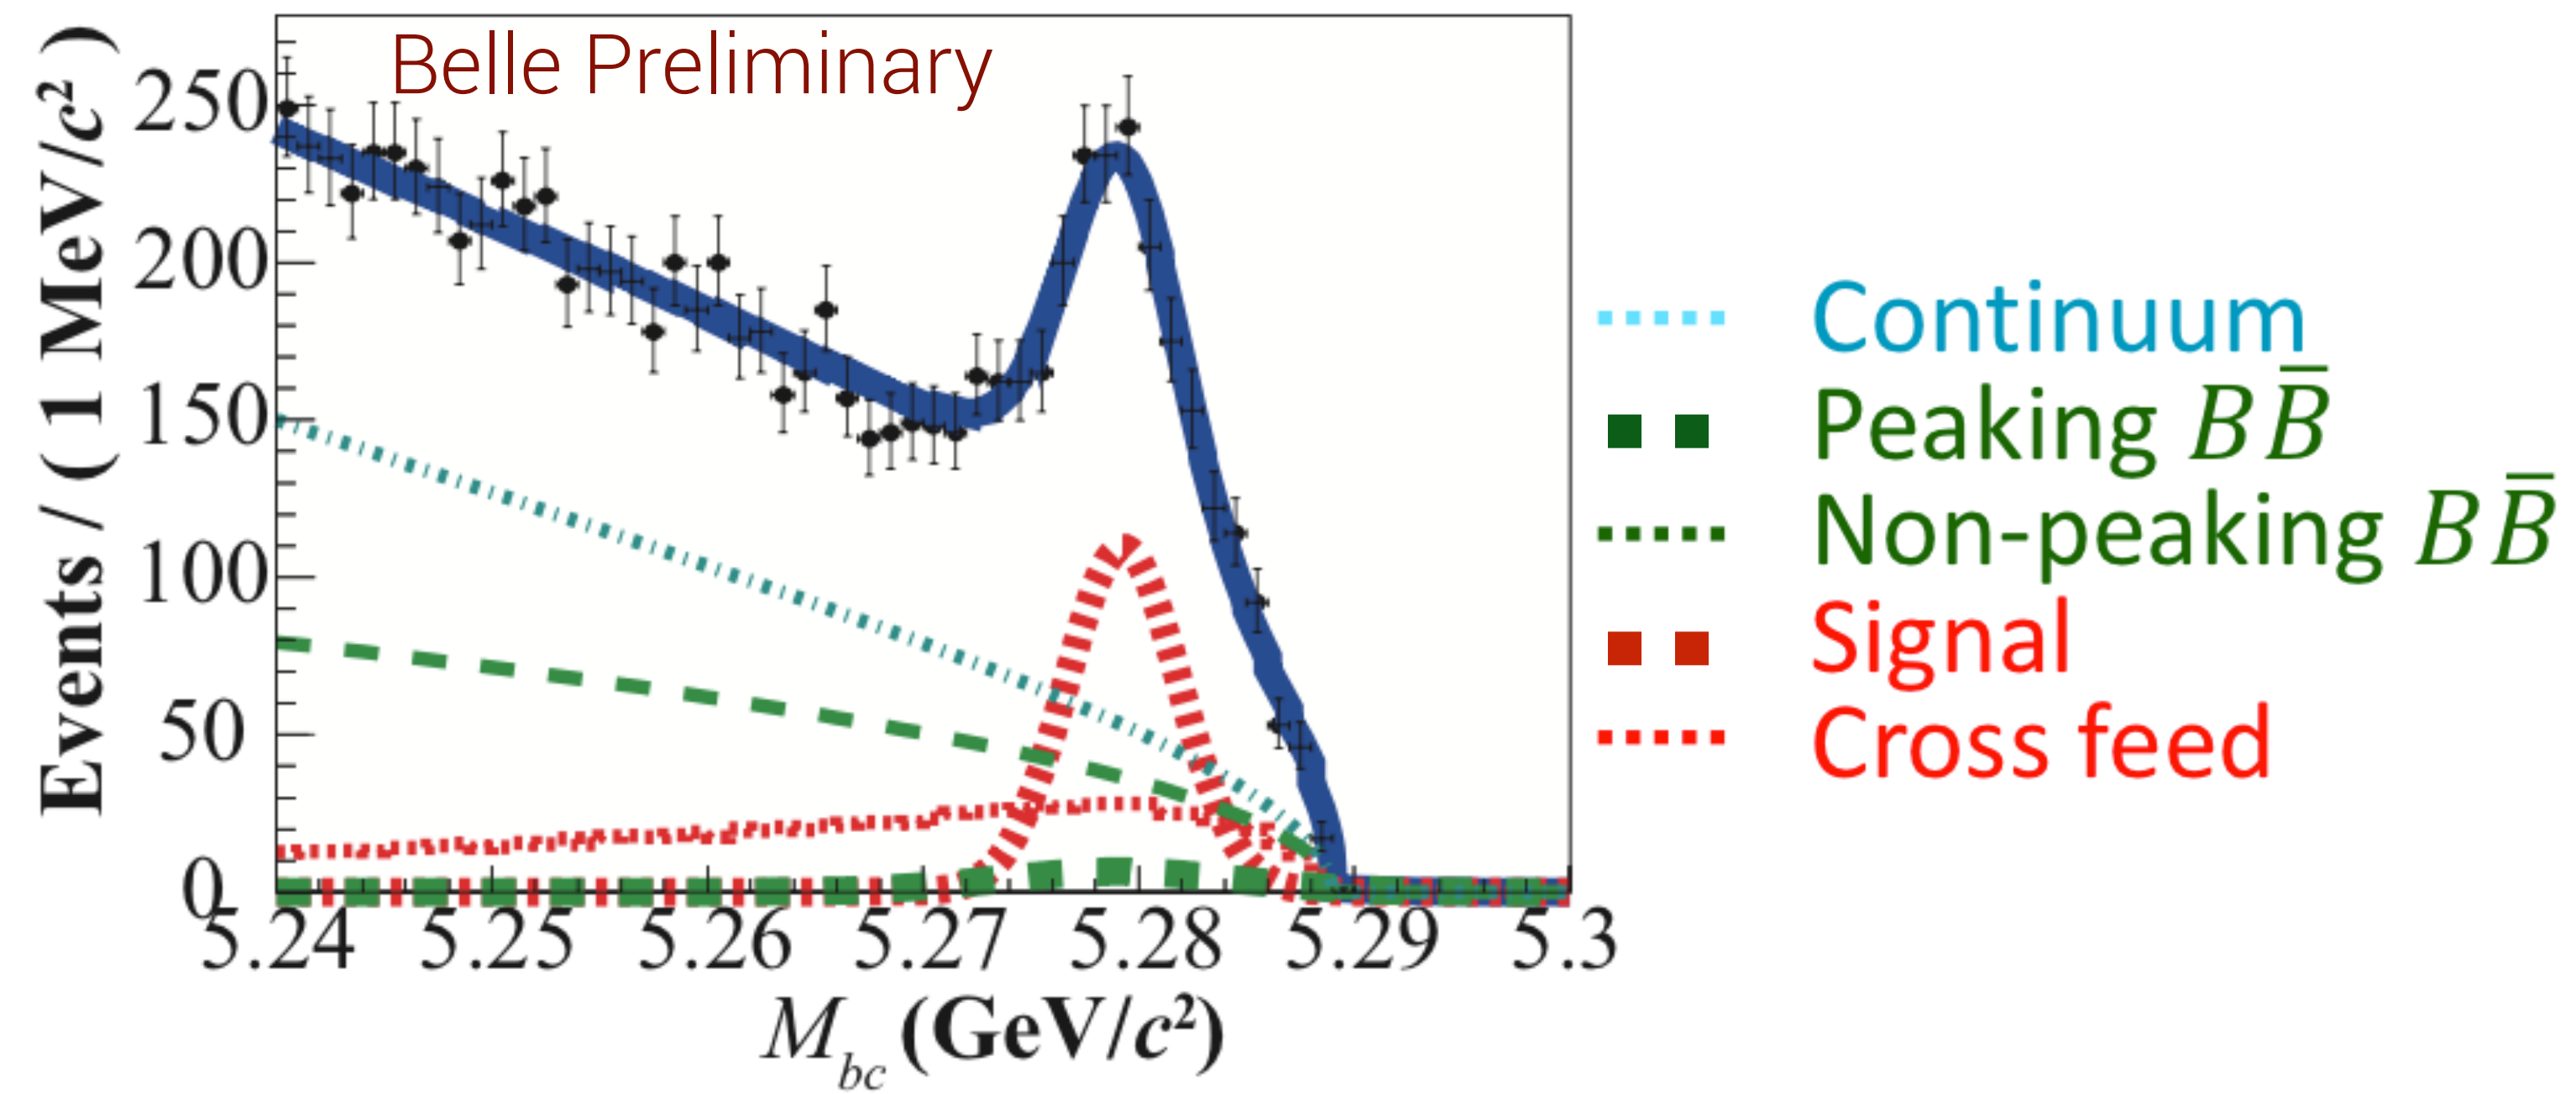 Belle Preliminary
Events / ( 1 MeV/c² )
250
200
150
100
50
0
5.24 5.25 5.26 5.27 5.28 5.29 5.3
M_bc (GeV/c²)
Continuum
Peaking BB̅
Non-peaking BB̅
Signal
Cross feed